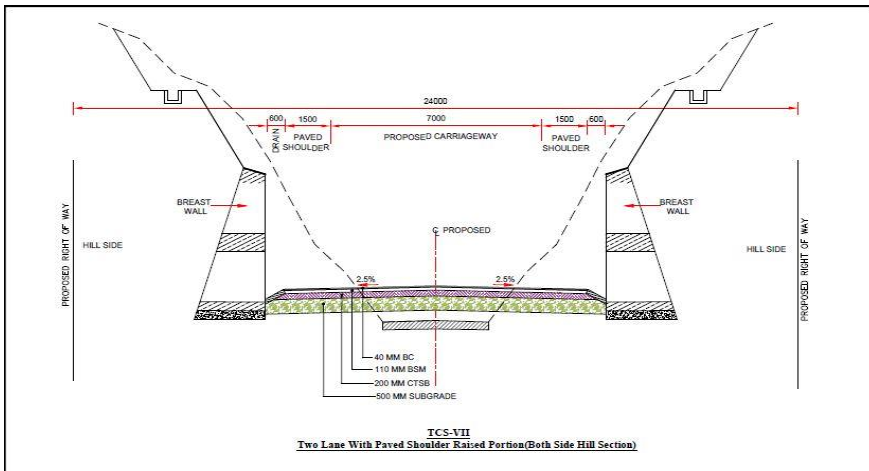 24000
600
1500
7000
1500
600
DRAIN
PAVED
SHOULDER
PROPOSED CARRIAGEWAY
PAVED
SHOULDER
BREAST
WALL
BREAST
WALL
PROPOSED RIGHT OF WAY
HILL SIDE
℄ PROPOSED
HILL SIDE
PROPOSED RIGHT OF WAY
2.5%
2.5%
40 MM BC
110 MM BSM
200 MM CTSB
500 MM SUBGRADE
TCS-VII
Two Lane With Paved Shoulder Raised Portion(Both Side Hill Section)